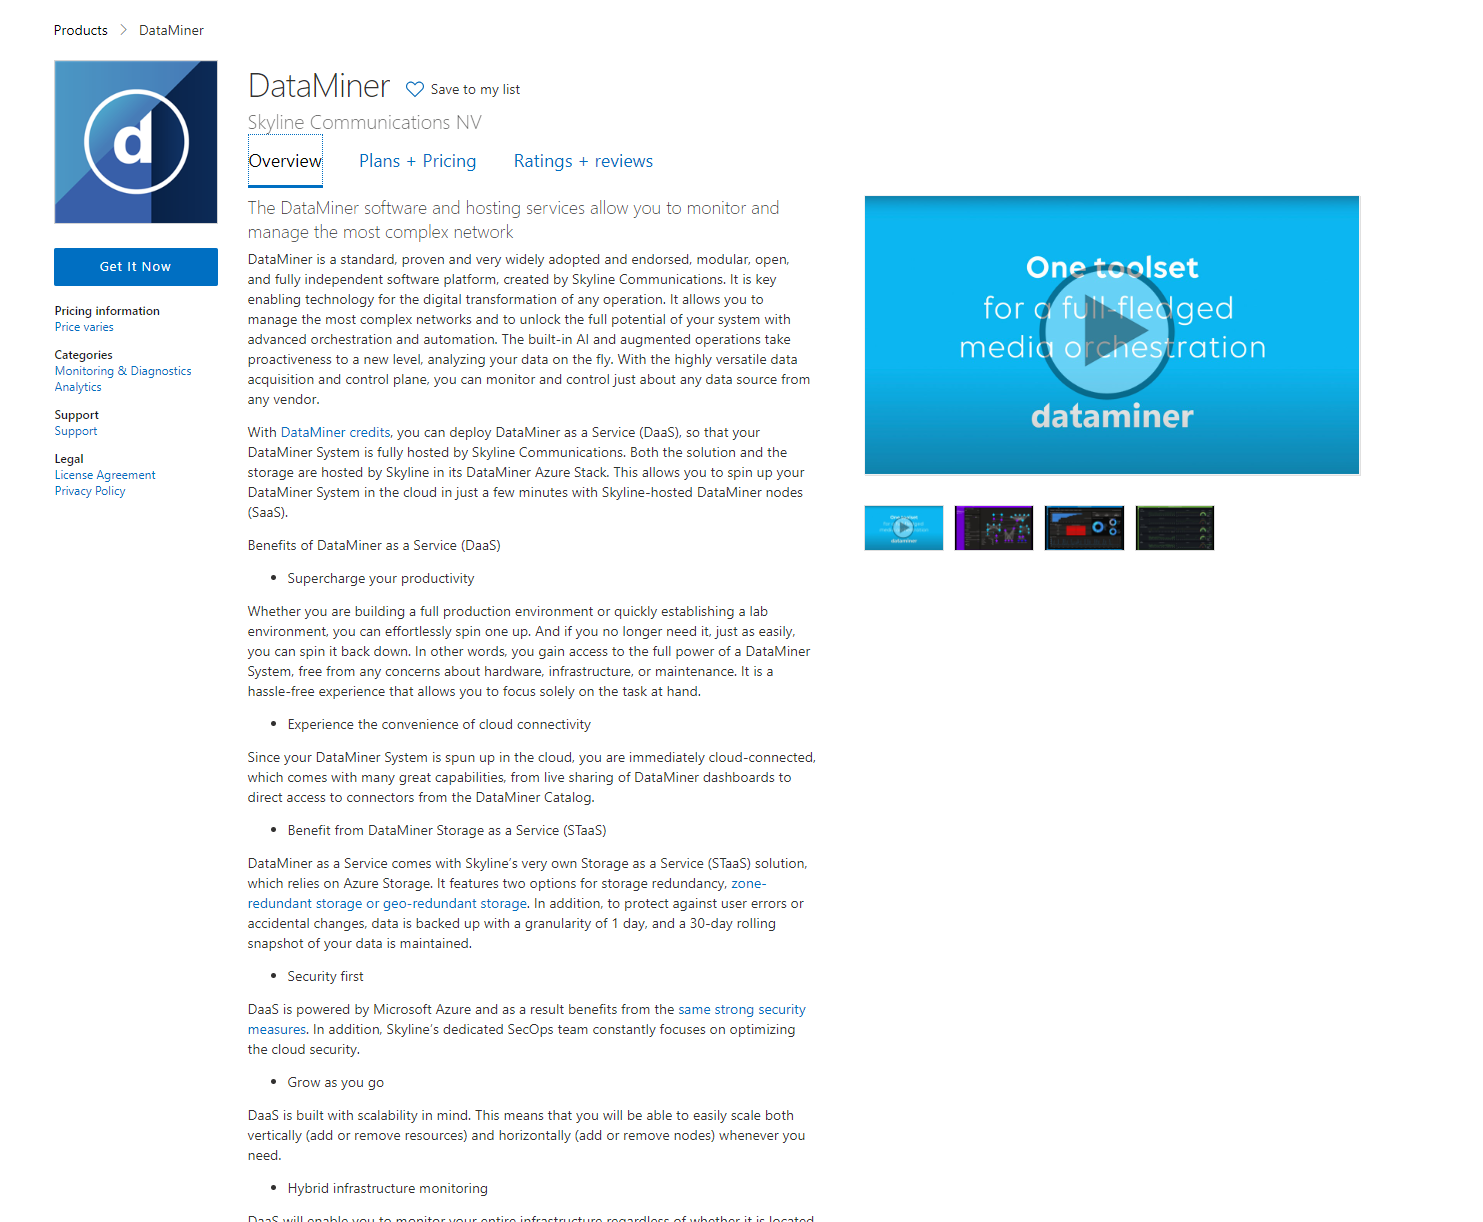 Products > DataMiner
d
DataMiner
Save to my list
Skyline Communications NV
Overview
Plans + Pricing
Ratings + reviews
Get It Now
Pricing information
Price varies
Categories
Monitoring & Diagnostics
Analytics
Support
Support
Legal
License Agreement
Privacy Policy
The DataMiner software and hosting services allow you to monitor and
manage the most complex network
DataMiner is a standard, proven and very widely adopted and endorsed, modular, open,
and fully independent software platform, created by Skyline Communications. It is key
enabling technology for the digital transformation of any operation. It allows you to
manage the most complex networks and to unlock the full potential of your system with
advanced orchestration and automation. The built-in AI and augmented operations take
proactiveness to a new level, analyzing your data on the fly. With the highly versatile data
acquisition and control plane, you can monitor and control just about any data source from
any vendor.
With DataMiner credits, you can deploy DataMiner as a Service (DaaS), so that your
DataMiner System is fully hosted by Skyline Communications. Both the solution and the
storage are hosted by Skyline in its DataMiner Azure Stack. This allows you to spin up your
DataMiner System in the cloud in just a few minutes with Skyline-hosted DataMiner nodes
(SaaS).
Benefits of DataMiner as a Service (DaaS)
• Supercharge your productivity
Whether you are building a full production environment or quickly establishing a lab
environment, you can effortlessly spin one up. And if you no longer need it, just as easily,
you can spin it back down. In other words, you gain access to the full power of a DataMiner
System, free from any concerns about hardware, infrastructure, or maintenance. It is a
hassle-free experience that allows you to focus solely on the task at hand.
• Experience the convenience of cloud connectivity
Since your DataMiner System is spun up in the cloud, you are immediately cloud-connected,
which comes with many great capabilities, from live sharing of DataMiner dashboards to
direct access to connectors from the DataMiner Catalog.
• Benefit from DataMiner Storage as a Service (STaaS)
DataMiner as a Service comes with Skyline's very own Storage as a Service (STaaS) solution,
which relies on Azure Storage. It features two options for storage redundancy, zone-
redundant storage or geo-redundant storage. In addition, to protect against user errors or
accidental changes, data is backed up with a granularity of 1 day, and a 30-day rolling
snapshot of your data is maintained.
• Security first
DaaS is powered by Microsoft Azure and as a result benefits from the same strong security
measures. In addition, Skyline's dedicated SecOps team constantly focuses on optimizing
the cloud security.
• Grow as you go
DaaS is built with scalability in mind. This means that you will be able to easily scale both
vertically (add or remove resources) and horizontally (add or remove nodes) whenever you
need.
• Hybrid infrastructure monitoring
DaaS will enable you to monitor your entire infrastructure regardless of whether it is located
One toolset
for a full-fledged
media orchestration
dataminer
One toolset
dataminer